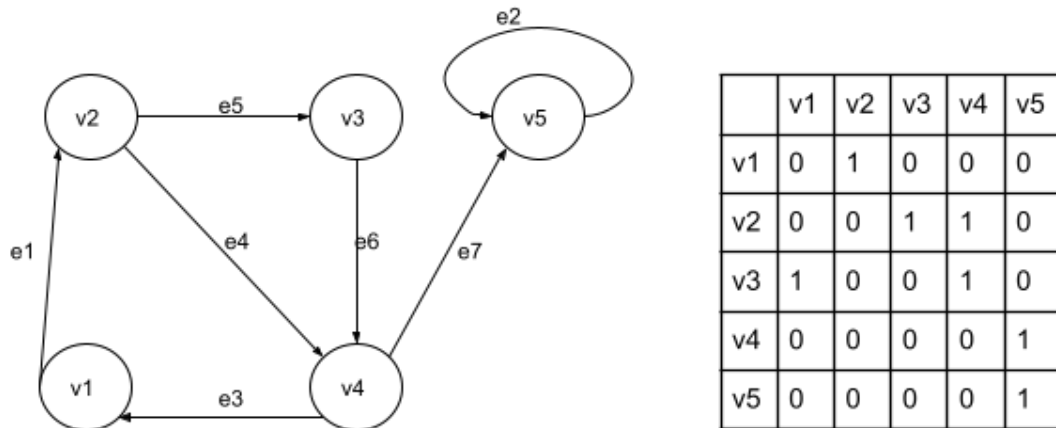 e2
v2
e5
v3
v5
e1
e4
e6
e7
v1
e3
v4
v1 v2 v3 v4 v5
v1 0 1 0 0 0
v2 0 0 1 1 0
v3 1 0 0 1 0
v4 0 0 0 0 1
v5 0 0 0 0 1